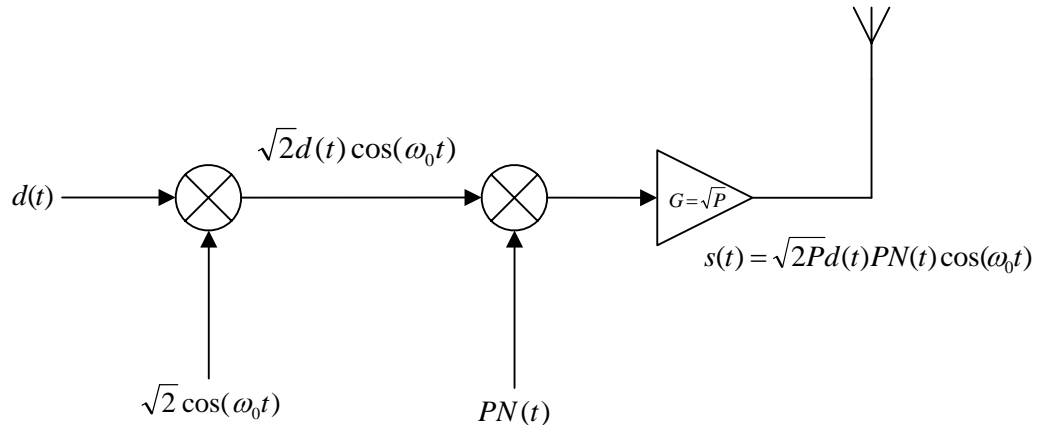 √2d(t)cos(ω₀t)
d(t)
G=√P
s(t) = √2Pd(t)PN(t)cos(ω₀t)
√2 cos(ω₀t)
PN(t)